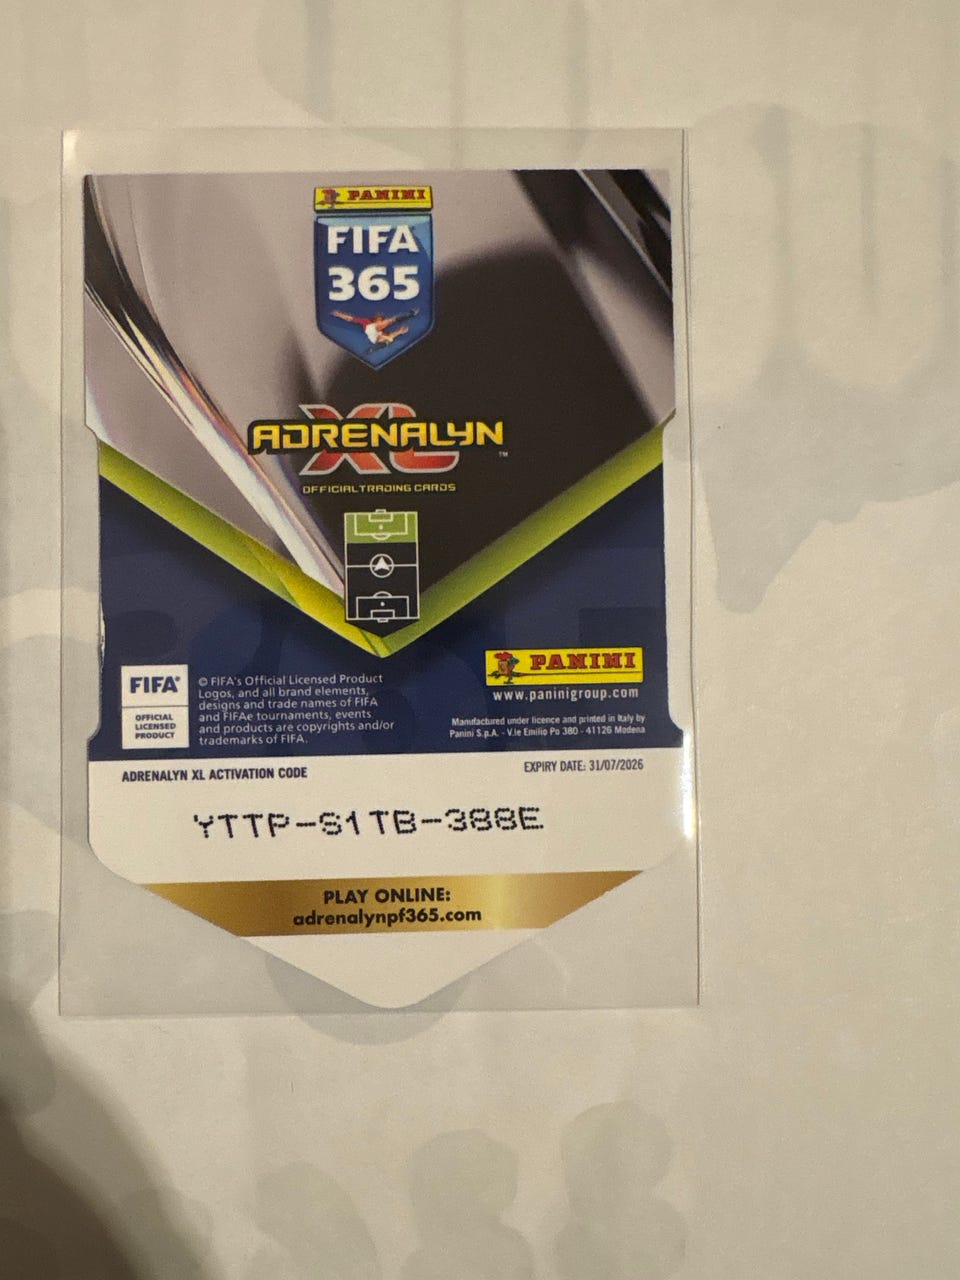 PANINI
FIFA
365
ADRENALYN
XL
™
OFFICIAL TRADING CARDS
FIFA®
OFFICIAL
LICENSED
PRODUCT
© FIFA's Official Licensed Product
Logos, and all brand elements,
designs and trade names of FIFA
and FIFAe tournaments, events
and products are copyrights and/or
trademarks of FIFA.
PANINI
www.paninigroup.com
Manufactured under licence and printed in Italy by
Panini S.p.A. - V.le Emilio Po 380 - 41126 Modena
ADRENALYN XL ACTIVATION CODE
EXPIRY DATE: 31/07/2026
YTTP-S1TB-388E
PLAY ONLINE:
adrenalynpf365.com